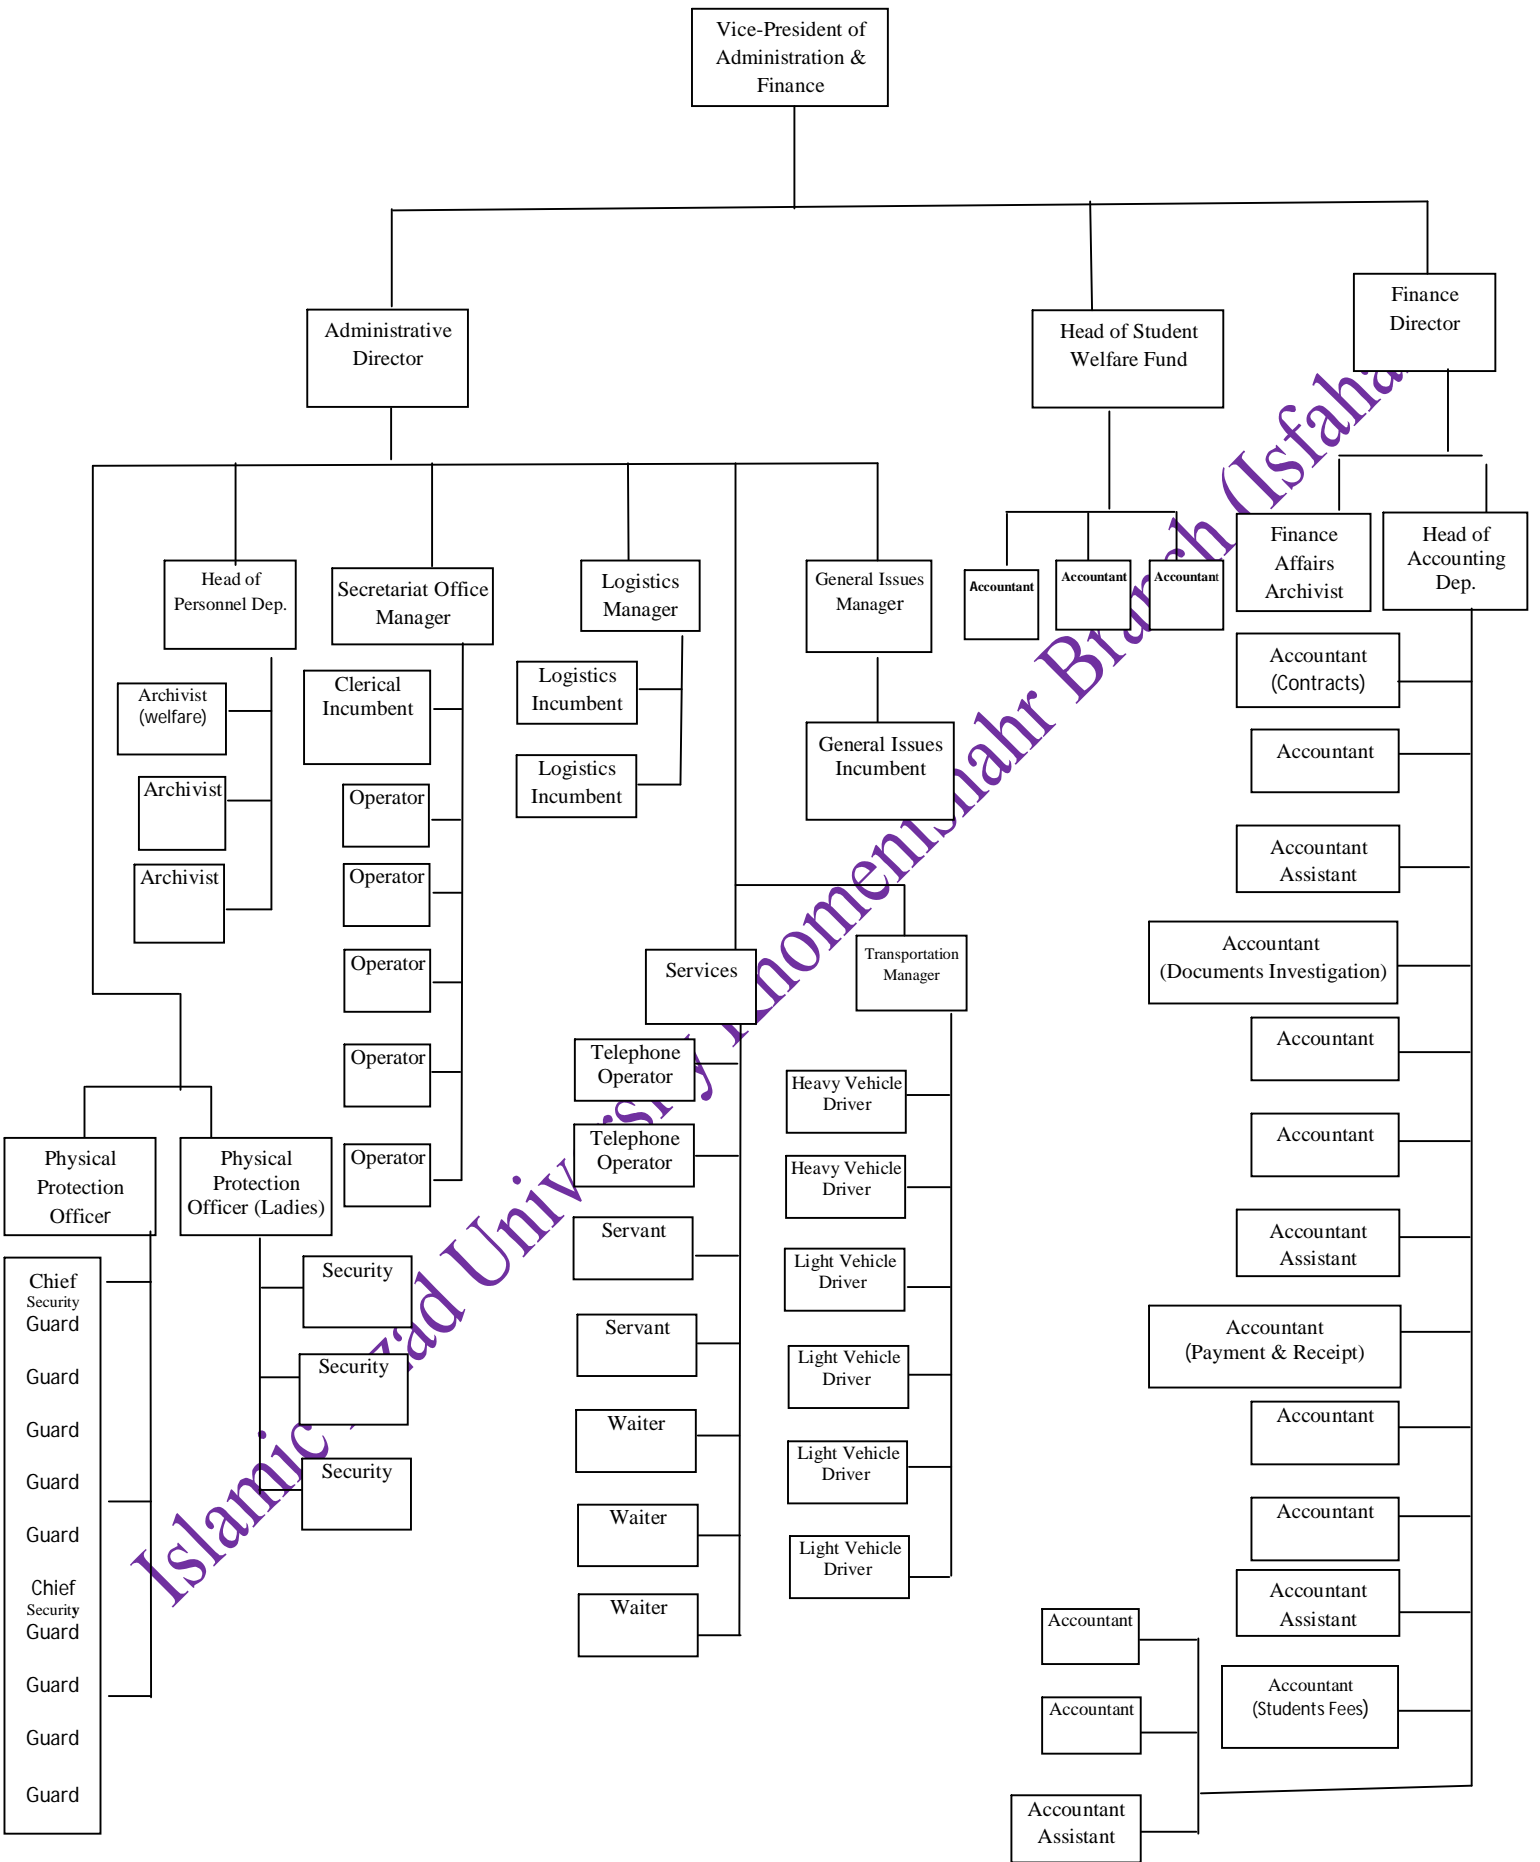 Vice-President of
Administration &
Finance
Administrative
Director
Head of Student
Welfare Fund
Finance
Director
Head of
Personnel Dep.
Secretariat Office
Manager
Logistics
Manager
General Issues
Manager
Accountant
Accountant
Accountant
Finance
Affairs
Archivist
Head of
Accounting
Dep.
Archivist
(welfare)
Archivist
Archivist
Clerical
Incumbent
Operator
Operator
Operator
Operator
Operator
Logistics
Incumbent
Logistics
Incumbent
General Issues
Incumbent
Services
Transportation
Manager
Telephone
Operator
Telephone
Operator
Servant
Servant
Waiter
Waiter
Waiter
Heavy Vehicle
Driver
Heavy Vehicle
Driver
Light Vehicle
Driver
Light Vehicle
Driver
Light Vehicle
Driver
Light Vehicle
Driver
Physical
Protection
Officer
Physical
Protection
Officer (Ladies)
Chief
Security
Guard
Guard
Guard
Guard
Guard
Chief
Security
Guard
Guard
Guard
Guard
Security
Security
Security
Accountant
(Contracts)
Accountant
Accountant
Assistant
Accountant
(Documents Investigation)
Accountant
Accountant
Accountant
Assistant
Accountant
(Payment & Receipt)
Accountant
Accountant
Accountant
Assistant
Accountant
(Students Fees)
Accountant
Accountant
Accountant
Assistant
Islamic Azad University Khomeinishahr Branch (Isfahan